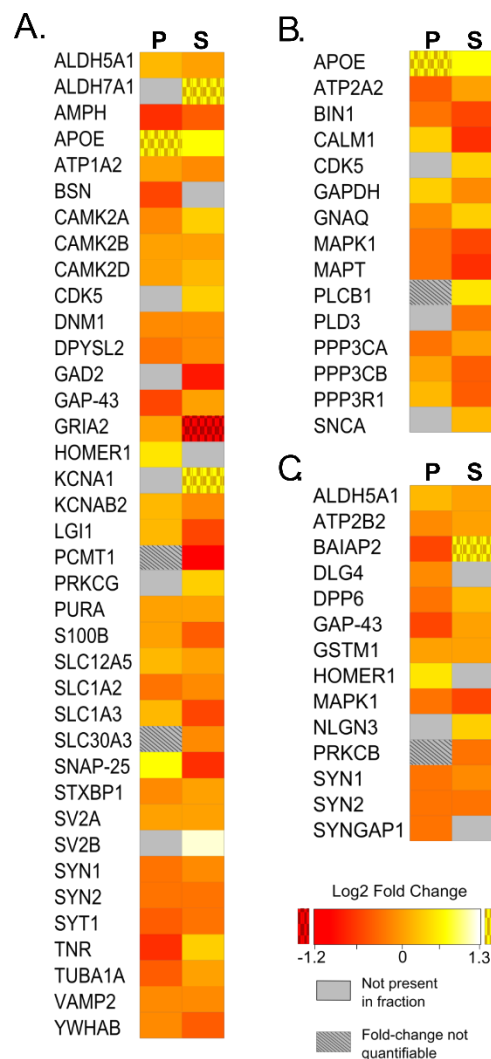 A.
P S
ALDH5A1
ALDH7A1
AMPH
APOE
ATP1A2
BSN
CAMK2A
CAMK2B
CAMK2D
CDK5
DNM1
DPYSL2
GAD2
GAP-43
GRIA2
HOMER1
KCNA1
KCNAB2
LGI1
PCMT1
PRKCG
PURA
S100B
SLC12A5
SLC1A2
SLC1A3
SLC30A3
SNAP-25
STXBP1
SV2A
SV2B
SYN1
SYN2
SYT1
TNR
TUBA1A
VAMP2
YWHAB
B.
P S
APOE
ATP2A2
BIN1
CALM1
CDK5
GAPDH
GNAQ
MAPK1
MAPT
PLCB1
PLD3
PPP3CA
PPP3CB
PPP3R1
SNCA
C.
P S
ALDH5A1
ATP2B2
BAIAP2
DLG4
DPP6
GAP-43
GSTM1
HOMER1
MAPK1
NLGN3
PRKCB
SYN1
SYN2
SYNGAP1
Log2 Fold Change
-1.2 0 1.3
Not present
in fraction
Fold-change not
quantifiable